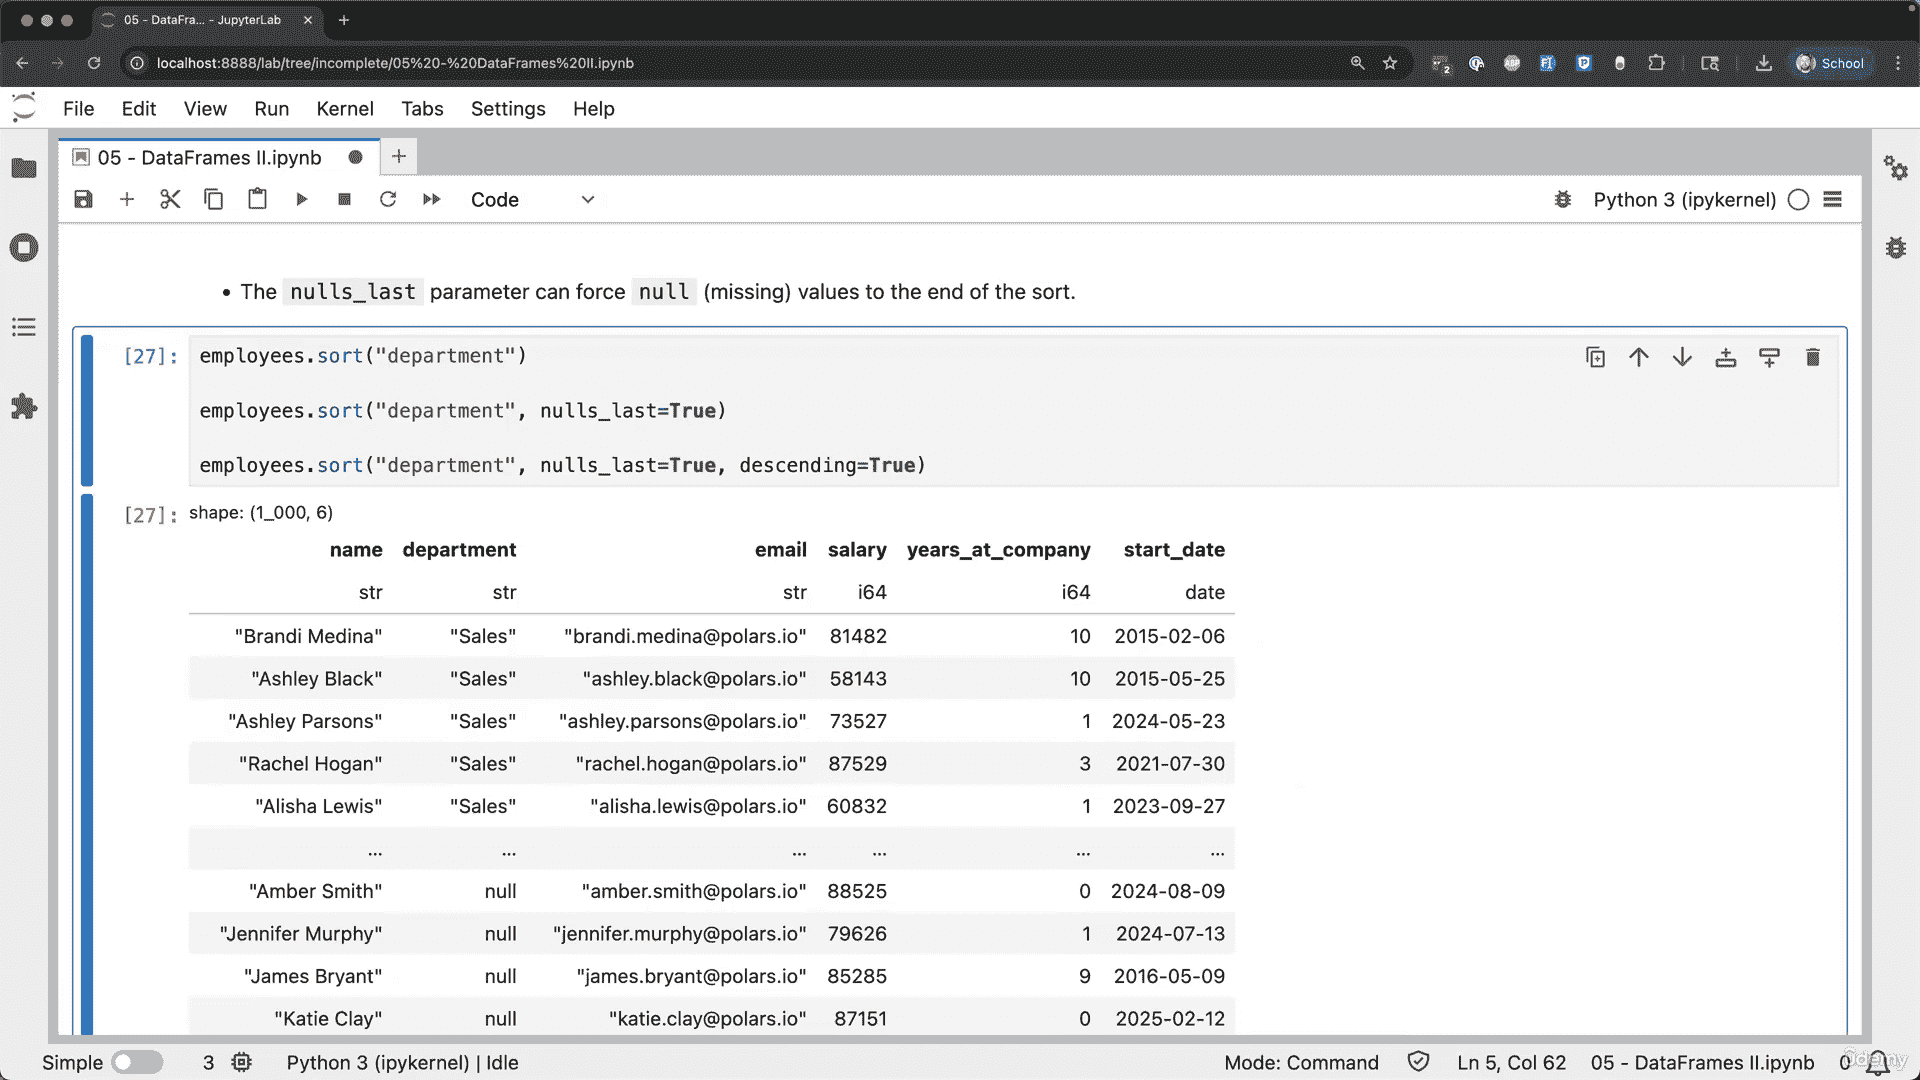 05 - DataFra... - JupyterLab
localhost:8888/lab/tree/incomplete/05%20-%20DataFrames%20II.ipynb
2
ABP
School
File Edit View Run Kernel Tabs Settings Help
05 - DataFrames II.ipynb
Code
Python 3 (ipykernel)
• The nulls_last parameter can force null (missing) values to the end of the sort.
[27]: employees.sort("department")
employees.sort("department", nulls_last=True)
employees.sort("department", nulls_last=True, descending=True)
[27]: shape: (1_000, 6)
name department email salary years_at_company start_date
str str str i64 i64 date
"Brandi Medina" "Sales" "brandi.medina@polars.io" 81482 10 2015-02-06
"Ashley Black" "Sales" "ashley.black@polars.io" 58143 10 2015-05-25
"Ashley Parsons" "Sales" "ashley.parsons@polars.io" 73527 1 2024-05-23
"Rachel Hogan" "Sales" "rachel.hogan@polars.io" 87529 3 2021-07-30
"Alisha Lewis" "Sales" "alisha.lewis@polars.io" 60832 1 2023-09-27
... ... ... ... ... ...
"Amber Smith" null "amber.smith@polars.io" 88525 0 2024-08-09
"Jennifer Murphy" null "jennifer.murphy@polars.io" 79626 1 2024-07-13
"James Bryant" null "james.bryant@polars.io" 85285 9 2016-05-09
"Katie Clay" null "katie.clay@polars.io" 87151 0 2025-02-12
Simple 3 Python 3 (ipykernel) | Idle Mode: Command Ln 5, Col 62 05 - DataFrames II.ipynb 0
Udemy